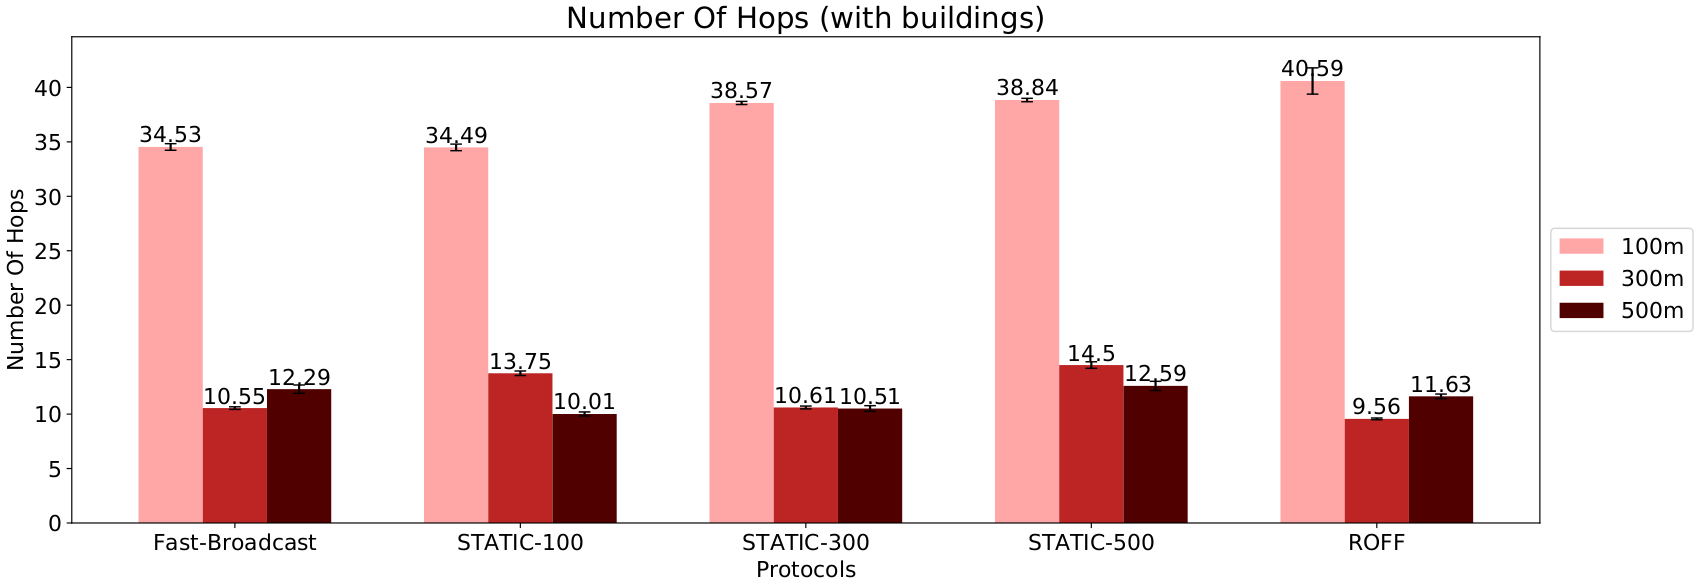 Number Of Hops (with buildings)
Number Of Hops
40
35
30
25
20
15
10
5
0
34.53
10.55
12.29
34.49
13.75
10.01
38.57
10.61
10.51
38.84
14.5
12.59
40.59
9.56
11.63
Fast-Broadcast
STATIC-100
STATIC-300
STATIC-500
ROFF
Protocols
100m
300m
500m